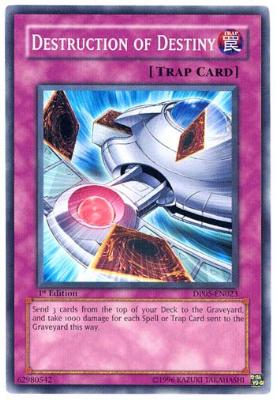 DESTRUCTION OF DESTINY
TRAP
罠
[TRAP CARD]
1st Edition
DP05-EN023
Send 3 cards from the top of your Deck to the Graveyard,
and take 1000 damage for each Spell or Trap Card sent to the
Graveyard this way.
62980542
©1996 KAZUKI TAKAHASHI